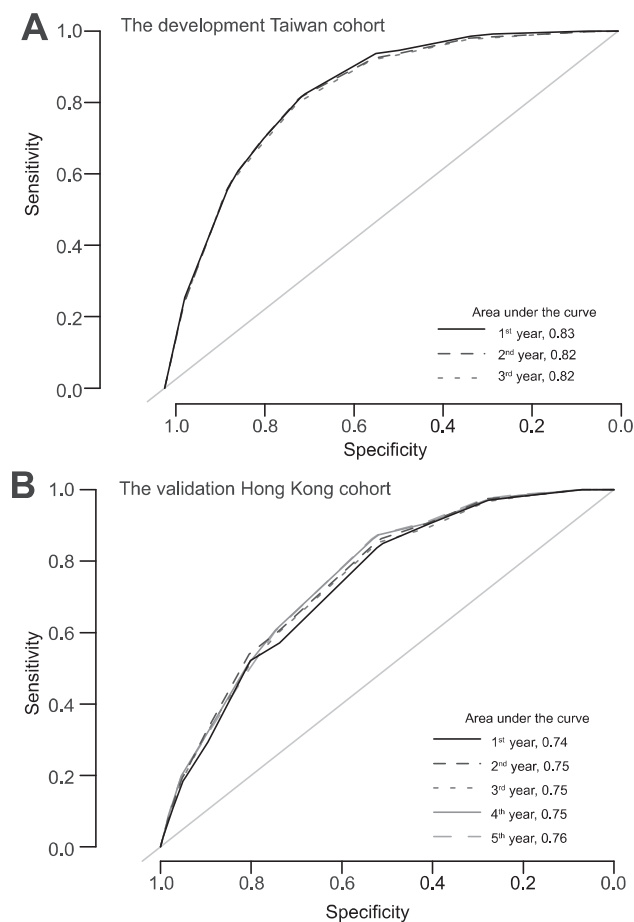 A The development Taiwan cohort
1.0
0.8
0.6
0.4
0.2
0.0
Sensitivity
Area under the curve
1st year, 0.83
2nd year, 0.82
3rd year, 0.82
1.0 0.8 0.6 0.4 0.2 0.0
Specificity
B The validation Hong Kong cohort
1.0
0.8
0.6
0.4
0.2
0.0
Sensitivity
Area under the curve
1st year, 0.74
2nd year, 0.75
3rd year, 0.75
4th year, 0.75
5th year, 0.76
1.0 0.8 0.6 0.4 0.2 0.0
Specificity